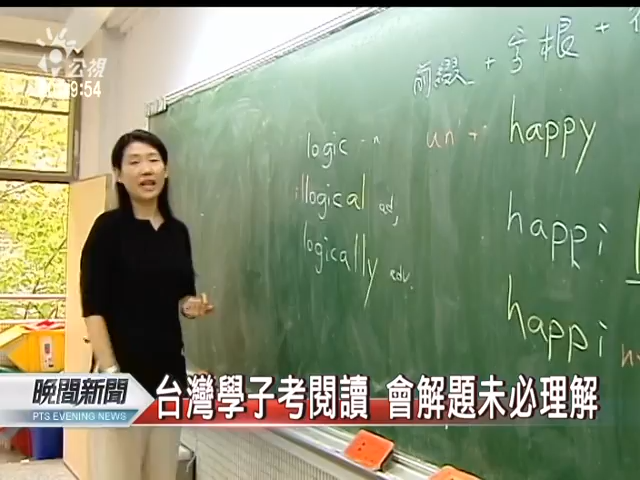 公視
9:54
前綴 + 字根 +
logic - n
un + happy
illogical ad,
happi
logically adv.
happi
晚間新聞
PTS EVENING NEWS
台灣學子考閱讀 會解題未必理解